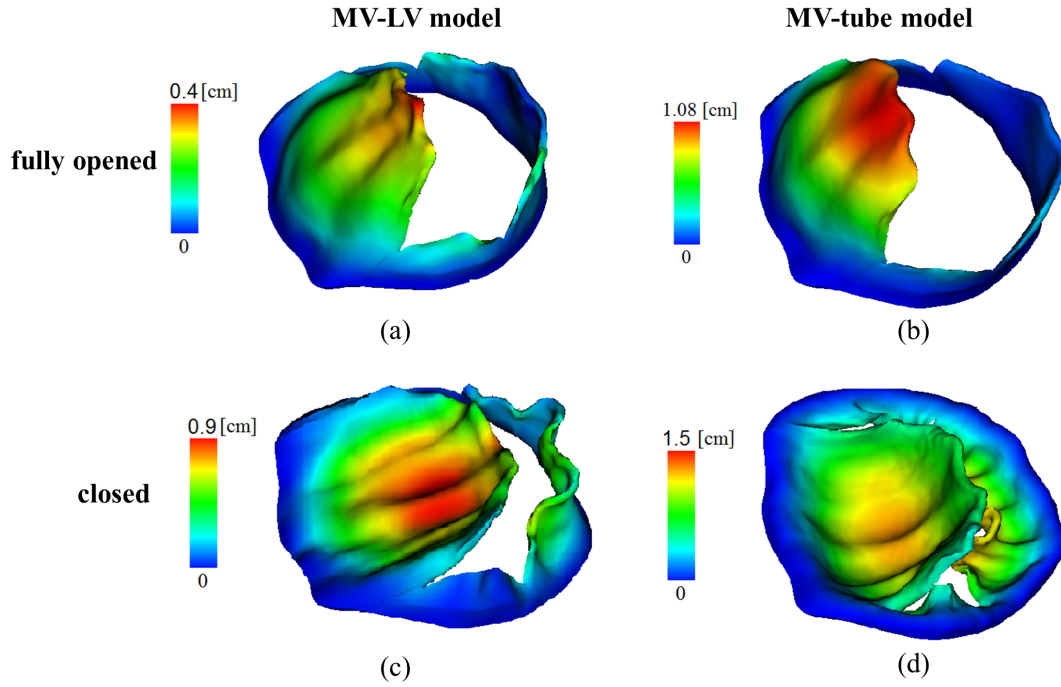 MV-LV model
MV-tube model
fully opened
0.4 [cm]
0
1.08 [cm]
0
(a)
(b)
closed
0.9 [cm]
0
1.5 [cm]
0
(c)
(d)